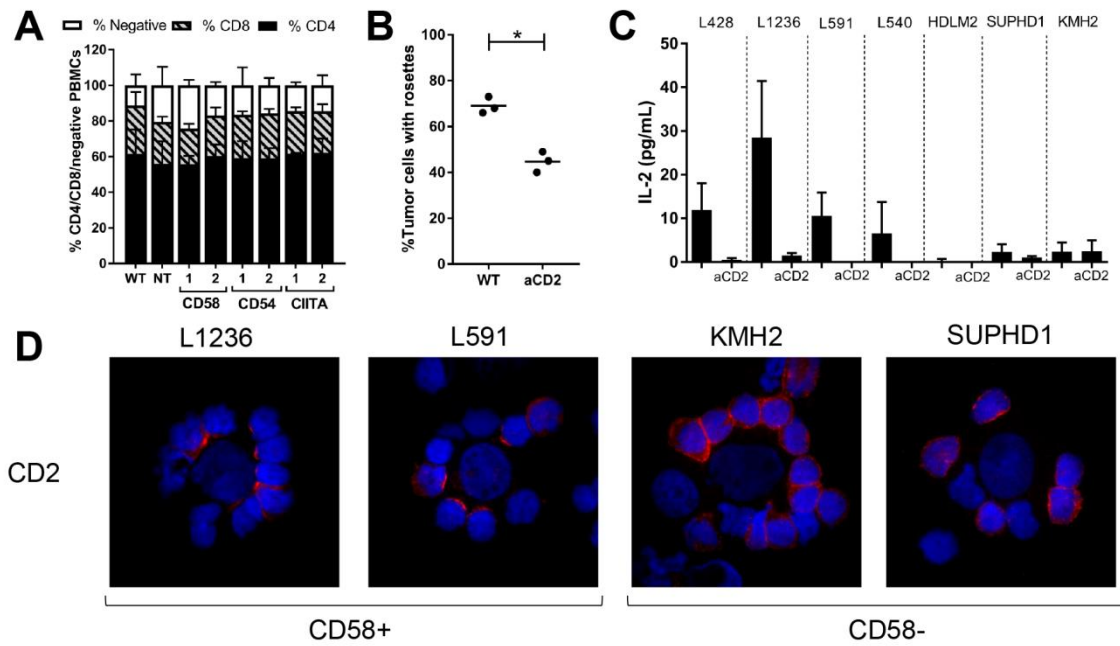 A
% Negative % CD8 % CD4
% CD4/CD8/negative PBMCs
120
100
80
60
40
20
0
WT NT 1 2 1 2 1 2
CD58 CD54 CIITA
B
*
%Tumor cells with rosettes
100
80
60
40
20
0
WT aCD2
C
L428 L1236 L591 L540 HDLM2 SUPHD1 KMH2
IL-2 (pg/mL)
50
40
30
20
10
0
aCD2 aCD2 aCD2 aCD2 aCD2 aCD2 aCD2
D
L1236 L591 KMH2 SUPHD1
CD2
CD58+ CD58-